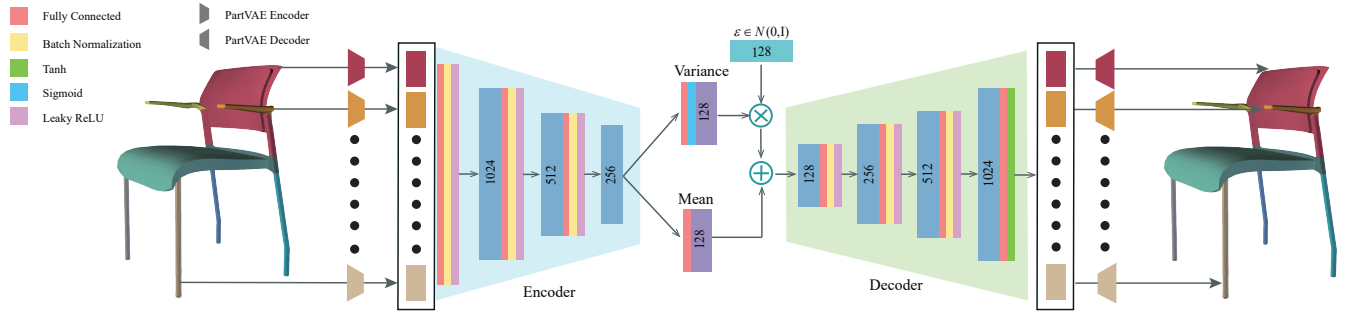 Fully Connected
Batch Normalization
Tanh
Sigmoid
Leaky ReLU
PartVAE Encoder
PartVAE Decoder
1024
512
256
Encoder
Variance
128
Mean
128
ε ∈ N(0,I)
128
128
256
512
1024
Decoder